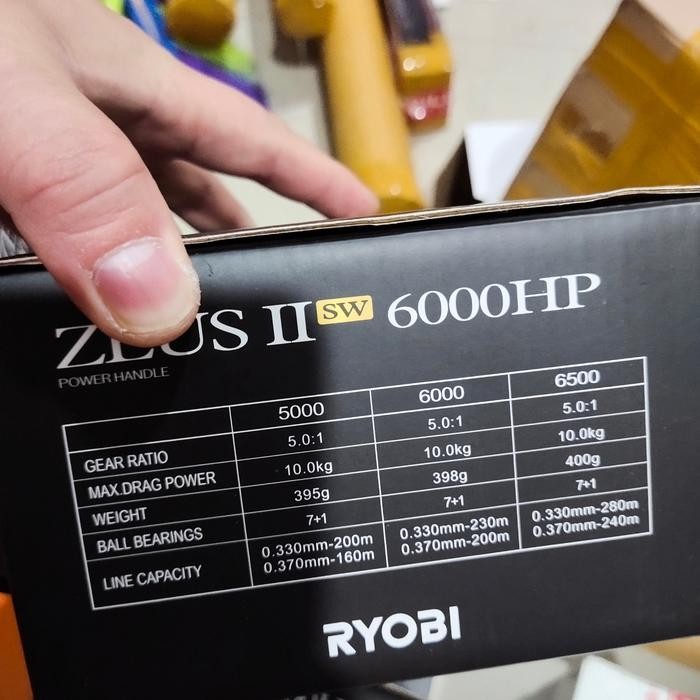 ZEUS II SW 6000HP
POWER HANDLE
5000 6000 6500
GEAR RATIO 5.0:1 5.0:1 5.0:1
MAX.DRAG POWER 10.0kg 10.0kg 10.0kg
WEIGHT 395g 398g 400g
BALL BEARINGS 7+1 7+1 7+1
LINE CAPACITY 0.330mm-200m 0.330mm-230m 0.330mm-280m
0.370mm-160m 0.370mm-200m 0.370mm-240m
RYOBI